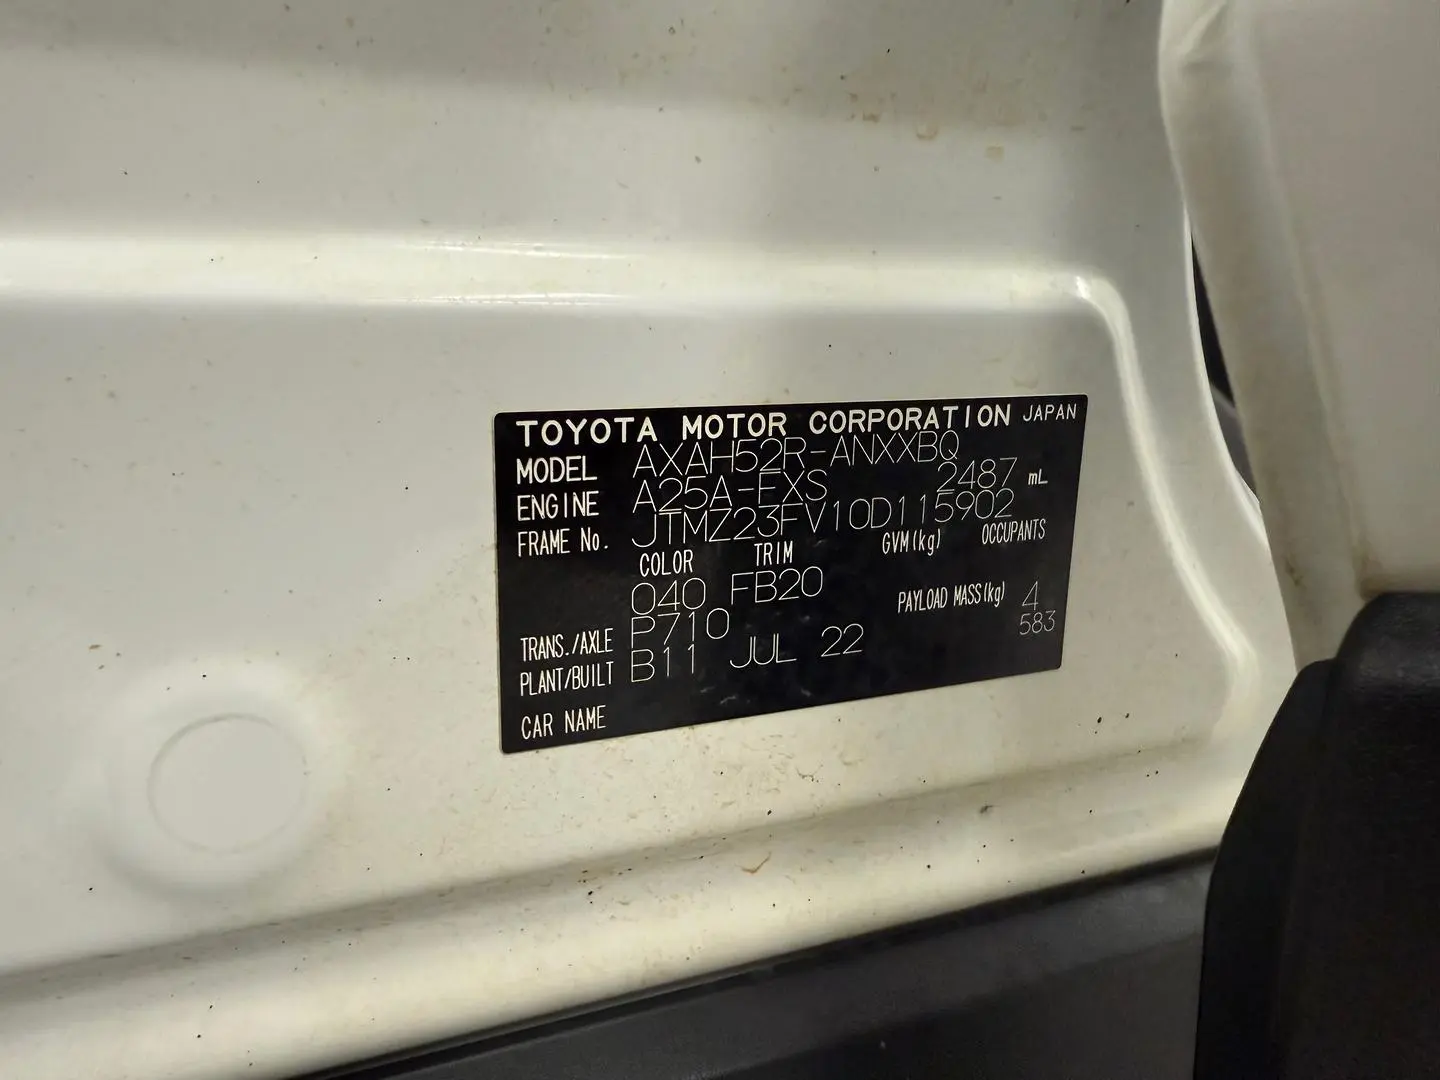 TOYOTA MOTOR CORPORATION JAPAN
MODEL AXAH52R-ANXXBQ
ENGINE A25A-FXS 2487 mL
FRAME No. JTMZ23FV10D115902
COLOR TRIM GVM(kg) OCCUPANTS
040 FB20 4
TRANS./AXLE P710 PAYLOAD MASS(kg) 583
PLANT/BUILT B11 JUL 22
CAR NAME